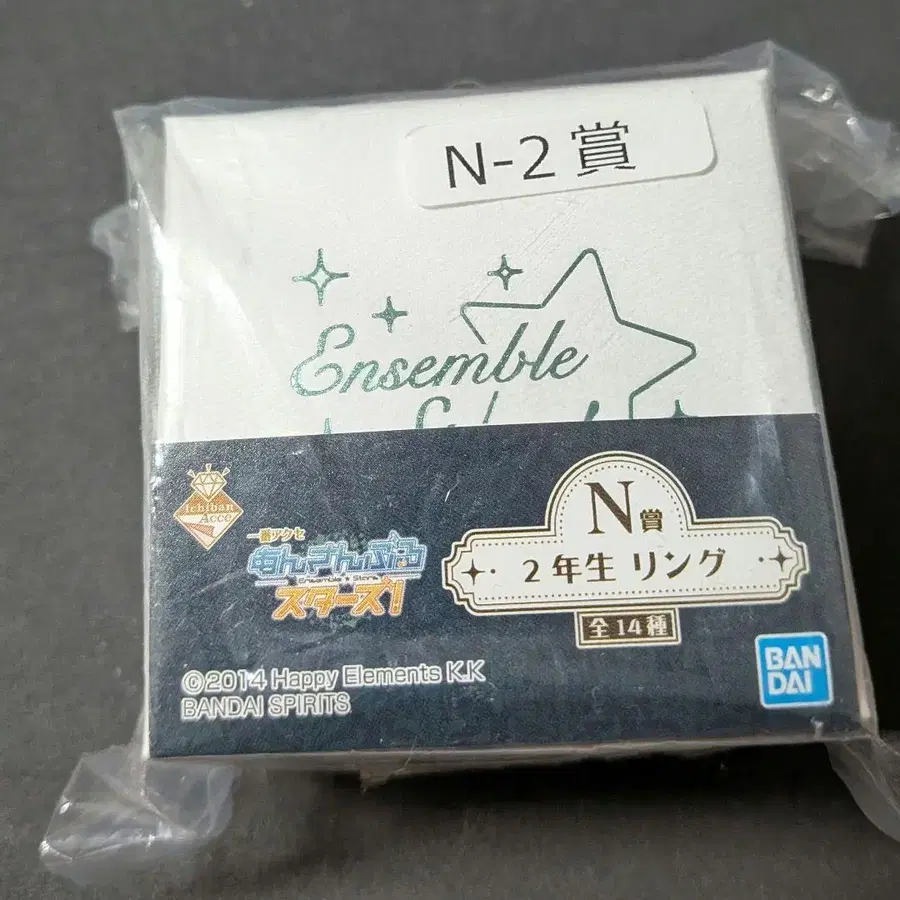 N-2賞
Ensemble
Ichiban
Acce
一番アクセ
あんさんぶる
Ensemble★Stars
スターズ!
N賞
2年生 リング
全14種
©2014 Happy Elements K.K
BANDAI SPIRITS
BAN
DAI